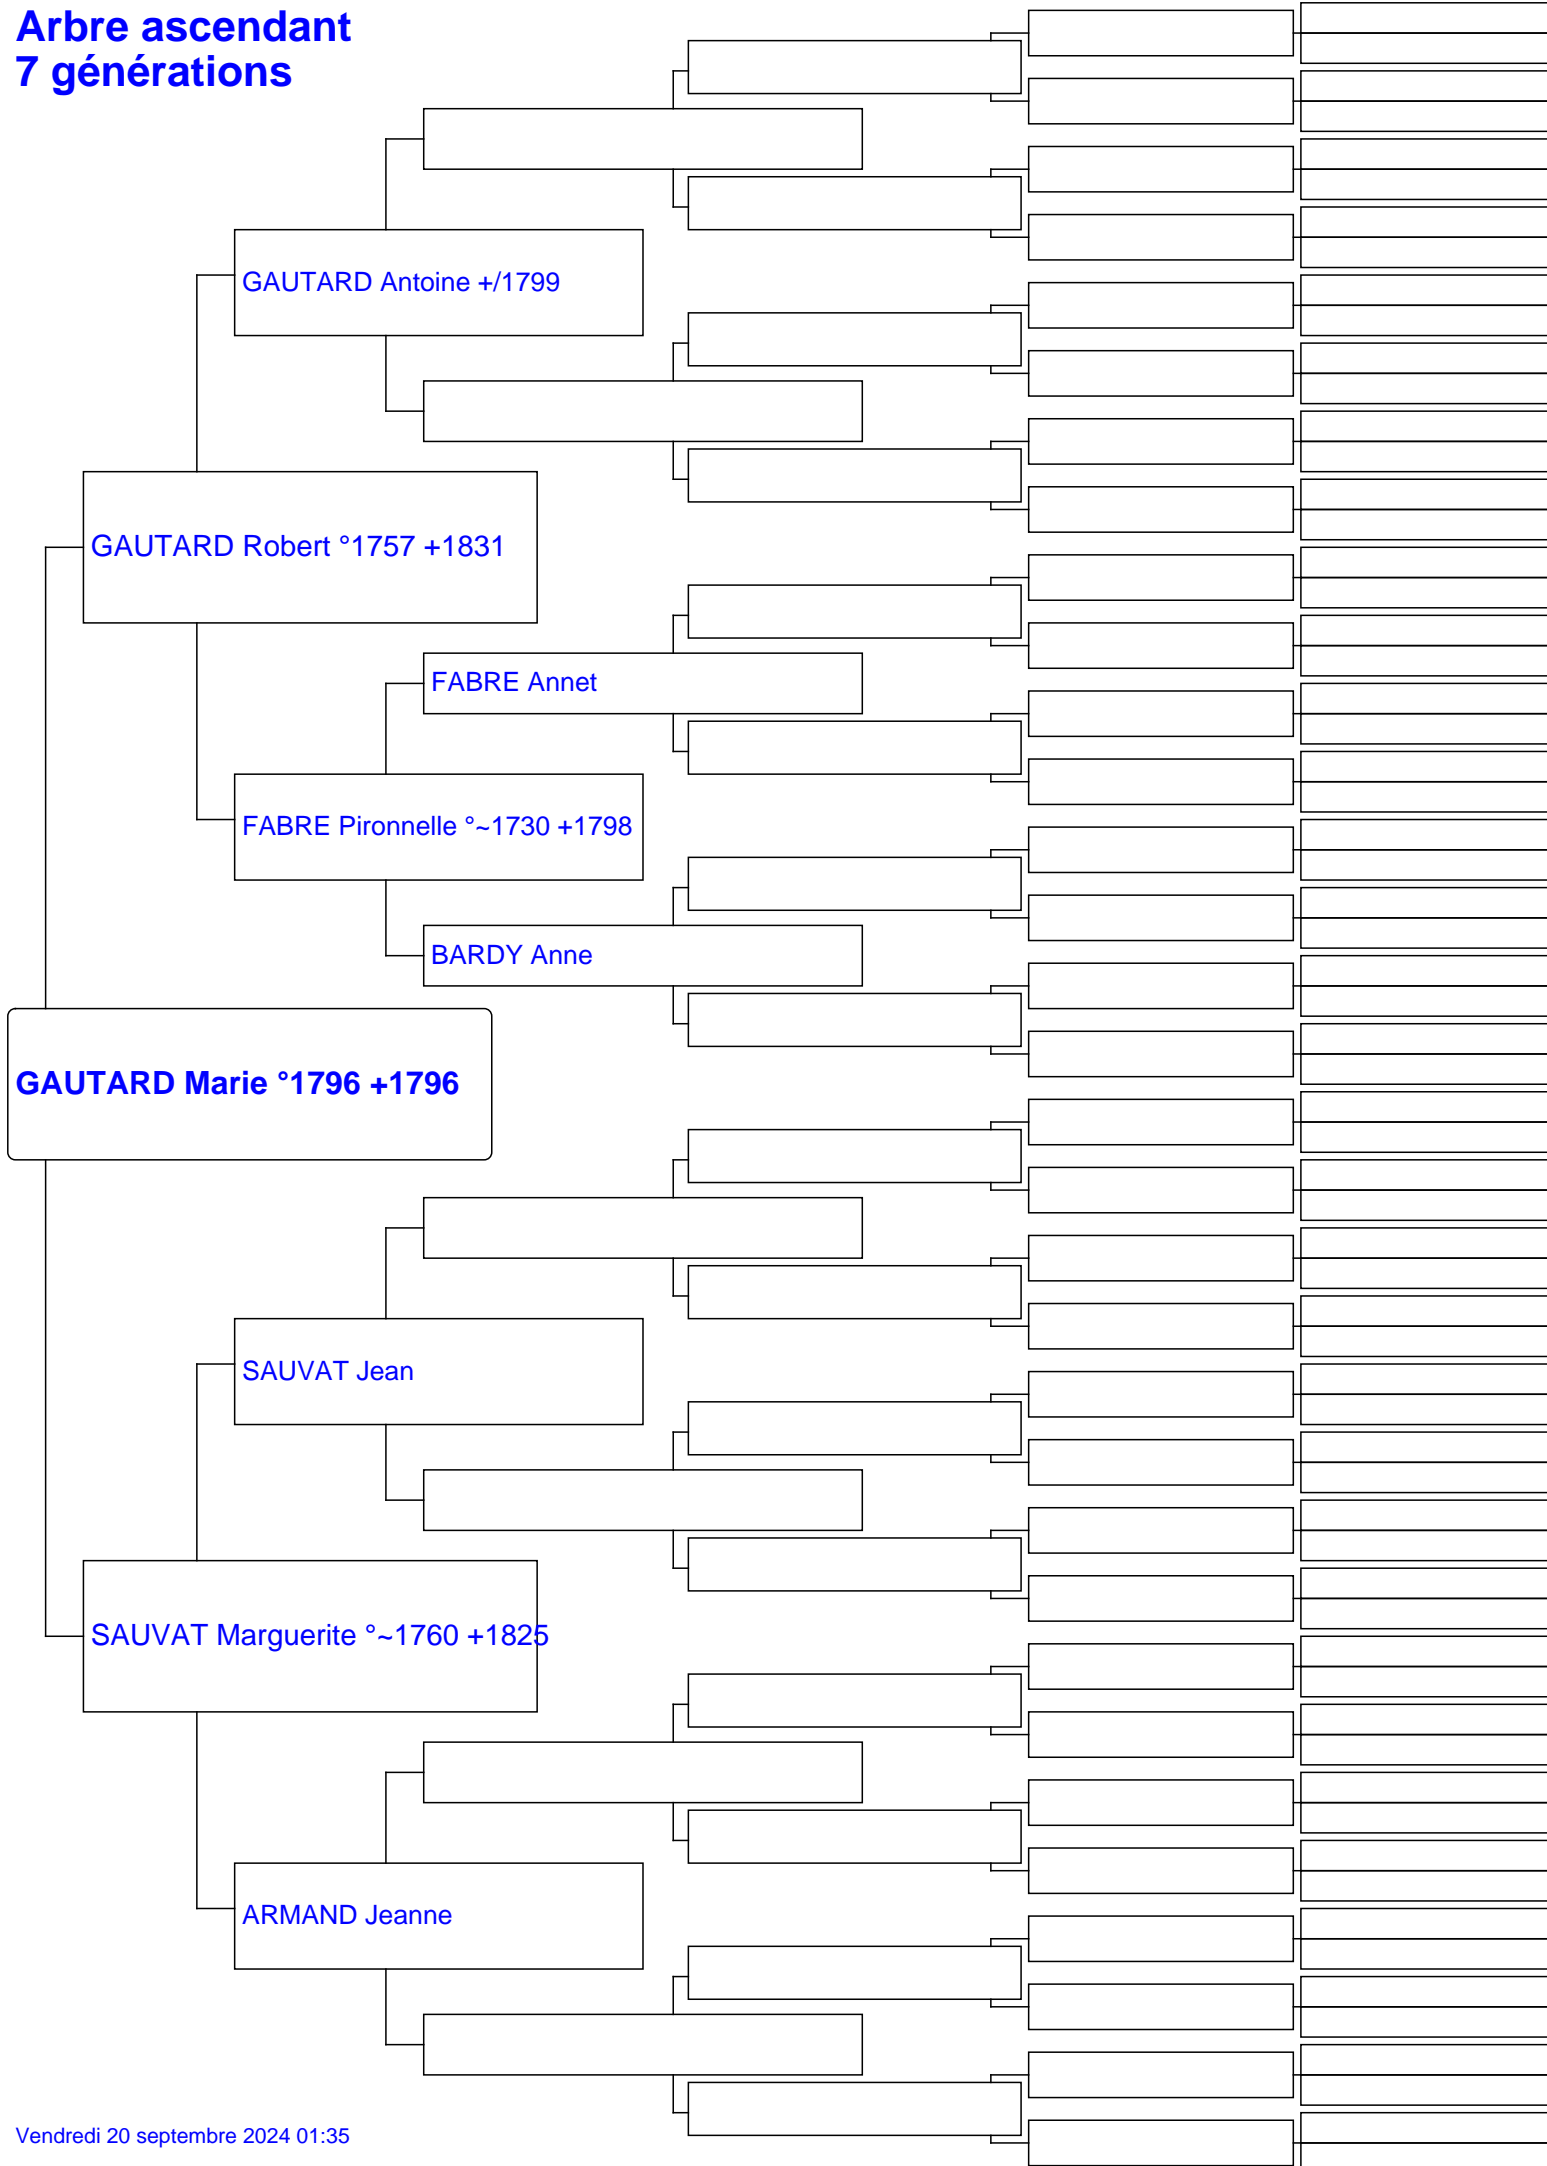 Arbre ascendant
7 générations
GAUTARD Antoine +/1799
GAUTARD Robert °1757 +1831
FABRE Annet
FABRE Pironnelle °~1730 +1798
BARDY Anne
GAUTARD Marie °1796 +1796
SAUVAT Jean
SAUVAT Marguerite °~1760 +1825
ARMAND Jeanne
Vendredi 20 septembre 2024 01:35